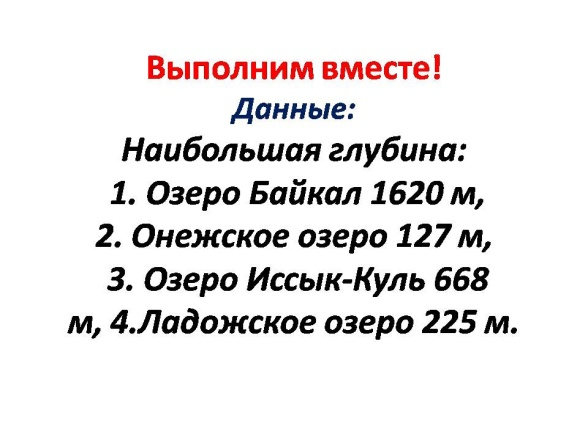 Выполним вместе!
Данные:
Наибольшая глубина:
1. Озеро Байкал 1620 м,
2. Онежское озеро 127 м,
3. Озеро Иссык-Куль 668
м, 4.Ладожское озеро 225 м.